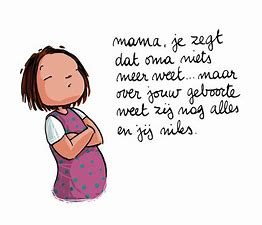 mama, je zegt
dat oma niets
meer weet... maar
over jouw geboorte
weet zij nog alles
en jij niks.